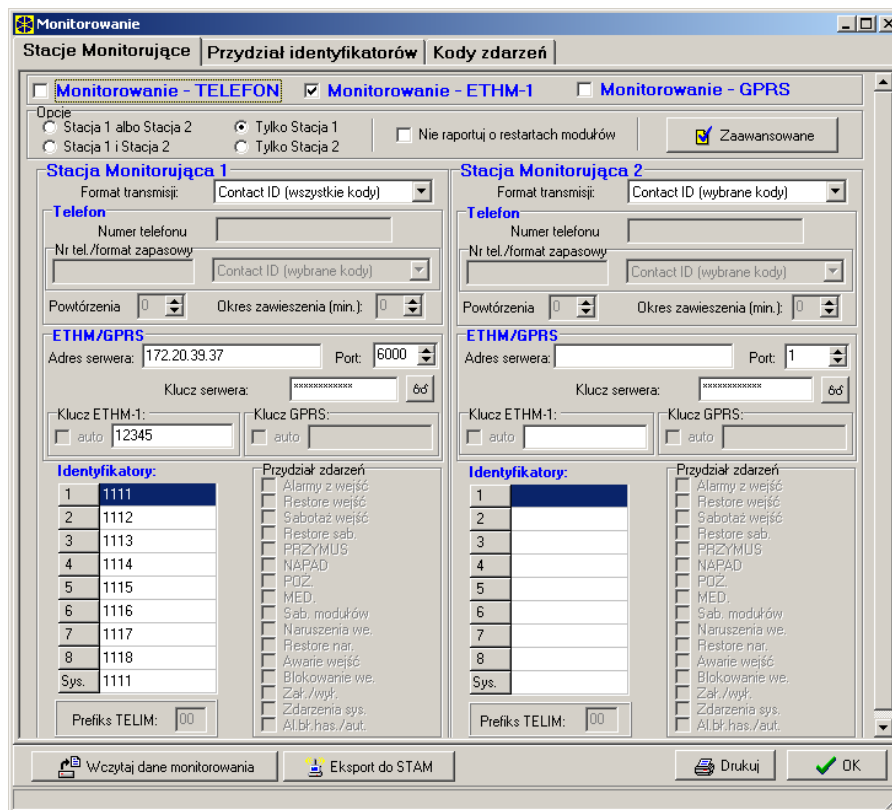 Monitorowanie
Stacje Monitorujące Przydział identyfikatorów Kody zdarzeń
Monitorowanie - TELEFON Monitorowanie - ETHM-1 Monitorowanie - GPRS
Opcje
Stacja 1 albo Stacja 2 Tylko Stacja 1 Nie raportuj o restartach modułów Zaawansowane
Stacja 1 i Stacja 2 Tylko Stacja 2
Stacja Monitorująca 1 Stacja Monitorująca 2
Format transmisji: Contact ID (wszystkie kody) Format transmisji: Contact ID (wybrane kody)
Telefon Telefon
Numer telefonu Numer telefonu
Nr tel./format zapasowy Nr tel./format zapasowy
Contact ID (wybrane kody) Contact ID (wybrane kody)
Powtórzenia 0 Okres zawieszenia (min.): 0 Powtórzenia 0 Okres zawieszenia (min.): 0
ETHM/GPRS ETHM/GPRS
Adres serwera: 172.20.39.37 Port: 6000 Adres serwera: Port: 1
Klucz serwera: ************ Klucz serwera: ************
Klucz ETHM-1: Klucz GPRS: Klucz ETHM-1: Klucz GPRS:
auto 12345 auto auto auto
Identyfikatory: Przydział zdarzeń Identyfikatory: Przydział zdarzeń
1 1111 Alarmy z wejść 1 Alarmy z wejść
Restore wejść Restore wejść
2 1112 Sabotaż wejść 2 Sabotaż wejść
3 1113 Restore sab. 3 Restore sab.
PRZYMUS PRZYMUS
4 1114 NAPAD 4 NAPAD
5 1115 POŻ. 5 POŻ.
MED. MED.
6 1116 Sab. modułów 6 Sab. modułów
7 1117 Naruszenia we. 7 Naruszenia we.
Restore nar. Restore nar.
8 1118 Awarie wejść 8 Awarie wejść
Sys. 1111 Blokowanie we. Sys. Blokowanie we.
Zał./wył. Zał./wył.
Prefiks TELIM: 00 Zdarzenia sys. Prefiks TELIM: 00 Zdarzenia sys.
Al.bł.has./aut. Al.bł.has./aut.
Wczytaj dane monitorowania Eksport do STAM Drukuj OK